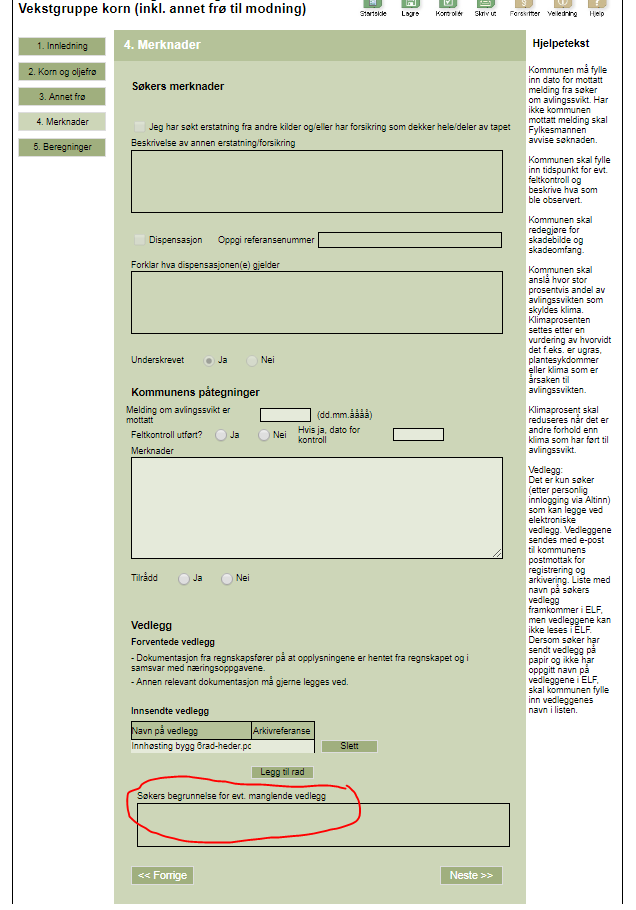 Vekstgruppe korn (inkl. annet frø til modning)
Startside Lagre Kontrollér Skriv ut Forskrifter Veiledning Hjelp
1. Innledning
2. Korn og oljefrø
3. Annet frø
4. Merknader
5. Beregninger
4. Merknader
Søkers merknader
Jeg har søkt erstatning fra andre kilder og/eller har forsikring som dekker hele/deler av tapet
Beskrivelse av annen erstatning/forsikring
Dispensasjon Oppgi referansenummer
Forklar hva dispensasjonen(e) gjelder
Underskrevet Ja Nei
Kommunens påtegninger
Melding om avlingssvikt er
mottatt
(dd.mm.åååå)
Feltkontroll utført? Ja Nei Hvis ja, dato for
kontroll
Merknader
Tilrådd Ja Nei
Vedlegg
Forventede vedlegg
- Dokumentasjon fra regnskapsfører på at opplysningene er hentet fra regnskapet og i
samsvar med næringsoppgavene.
- Annen relevant dokumentasjon må gjerne legges ved.
Innsendte vedlegg
Navn på vedlegg Arkivreferanse
Innhøsting bygg 6rad-heder.pc Slett
Legg til rad
Søkers begrunnelse for evt. manglende vedlegg
<< Forrige Neste >>
Hjelpetekst
Kommunen må fylle
inn dato for mottatt
melding fra søker
om avlingssvikt. Har
ikke kommunen
mottatt melding skal
Fylkesmannen
avvise søknaden.
Kommunen skal fylle
inn tidspunkt for evt.
feltkontroll og
beskrive hva som
ble observert.
Kommunen skal
redegjøre for
skadebilde og
skadeomfang.
Kommunen skal
anslå hvor stor
prosentvis andel av
avlingssvikten som
skyldes klima.
Klimaprosenten
settes etter en
vurdering av hvorvidt
det f.eks. er ugras,
plantesykdommer
eller klima som er
årsaken til
avlingssvikten.
Klimaprosent skal
reduseres når det er
andre forhold enn
klima som har ført til
avlingsvikt.
Vedlegg:
Det er kun søker
(etter personlig
innlogging via Altinn)
som kan legge ved
elektroniske
vedlegg. Vedleggene
sendes med e-post
til kommunens
postmottak for
registrering og
arkivering. Liste med
navn på søkers
vedlegg
framkommer i ELF,
men vedleggene kan
ikke leses i ELF.
Dersom søker har
sendt vedlegg på
papir og ikke har
oppgitt navn på
vedleggene i ELF,
skal kommunen fylle
inn vedleggenes
navn i listen.